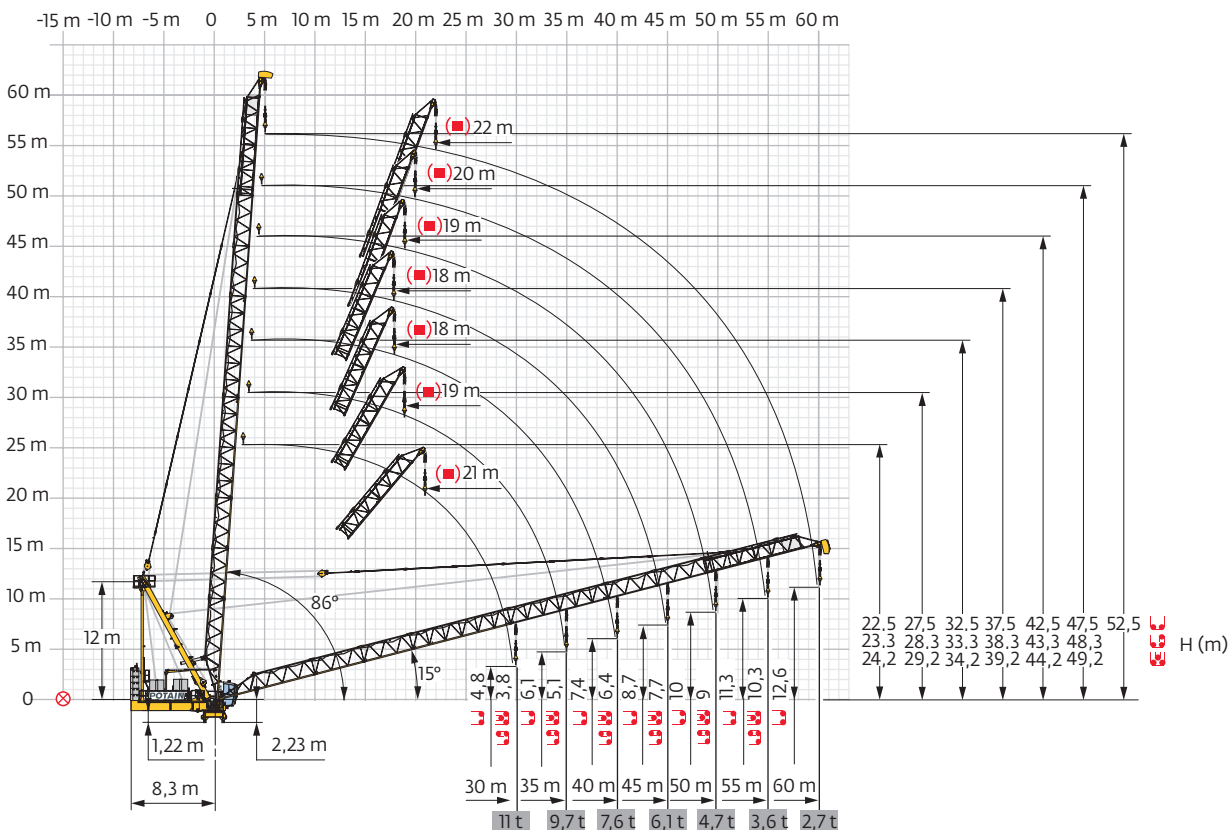 -15 m -10 m -5 m 0 5 m 10 m 15 m 20 m 25 m 30 m 35 m 40 m 45 m 50 m 55 m 60 m
60 m
55 m
50 m
45 m
40 m
35 m
30 m
25 m
20 m
15 m
10 m
5 m
0
22 m
20 m
19 m
18 m
18 m
19 m
21 m
86°
15°
12 m
POTAIN
1,22 m
2,23 m
8,3 m
22,5 27,5 32,5 37,5 42,5 47,5 52,5
23,3 28,3 33,3 38,3 43,3 48,3
24,2 29,2 34,2 39,2 44,2 49,2
H (m)
4,8
3,8
6,1
5,1
7,4
6,4
8,7
7,7
10
9
11,3
10,3
12,6
30 m 35 m 40 m 45 m 50 m 55 m 60 m
11 t 9,7 t 7,6 t 6,1 t 4,7 t 3,6 t 2,7 t